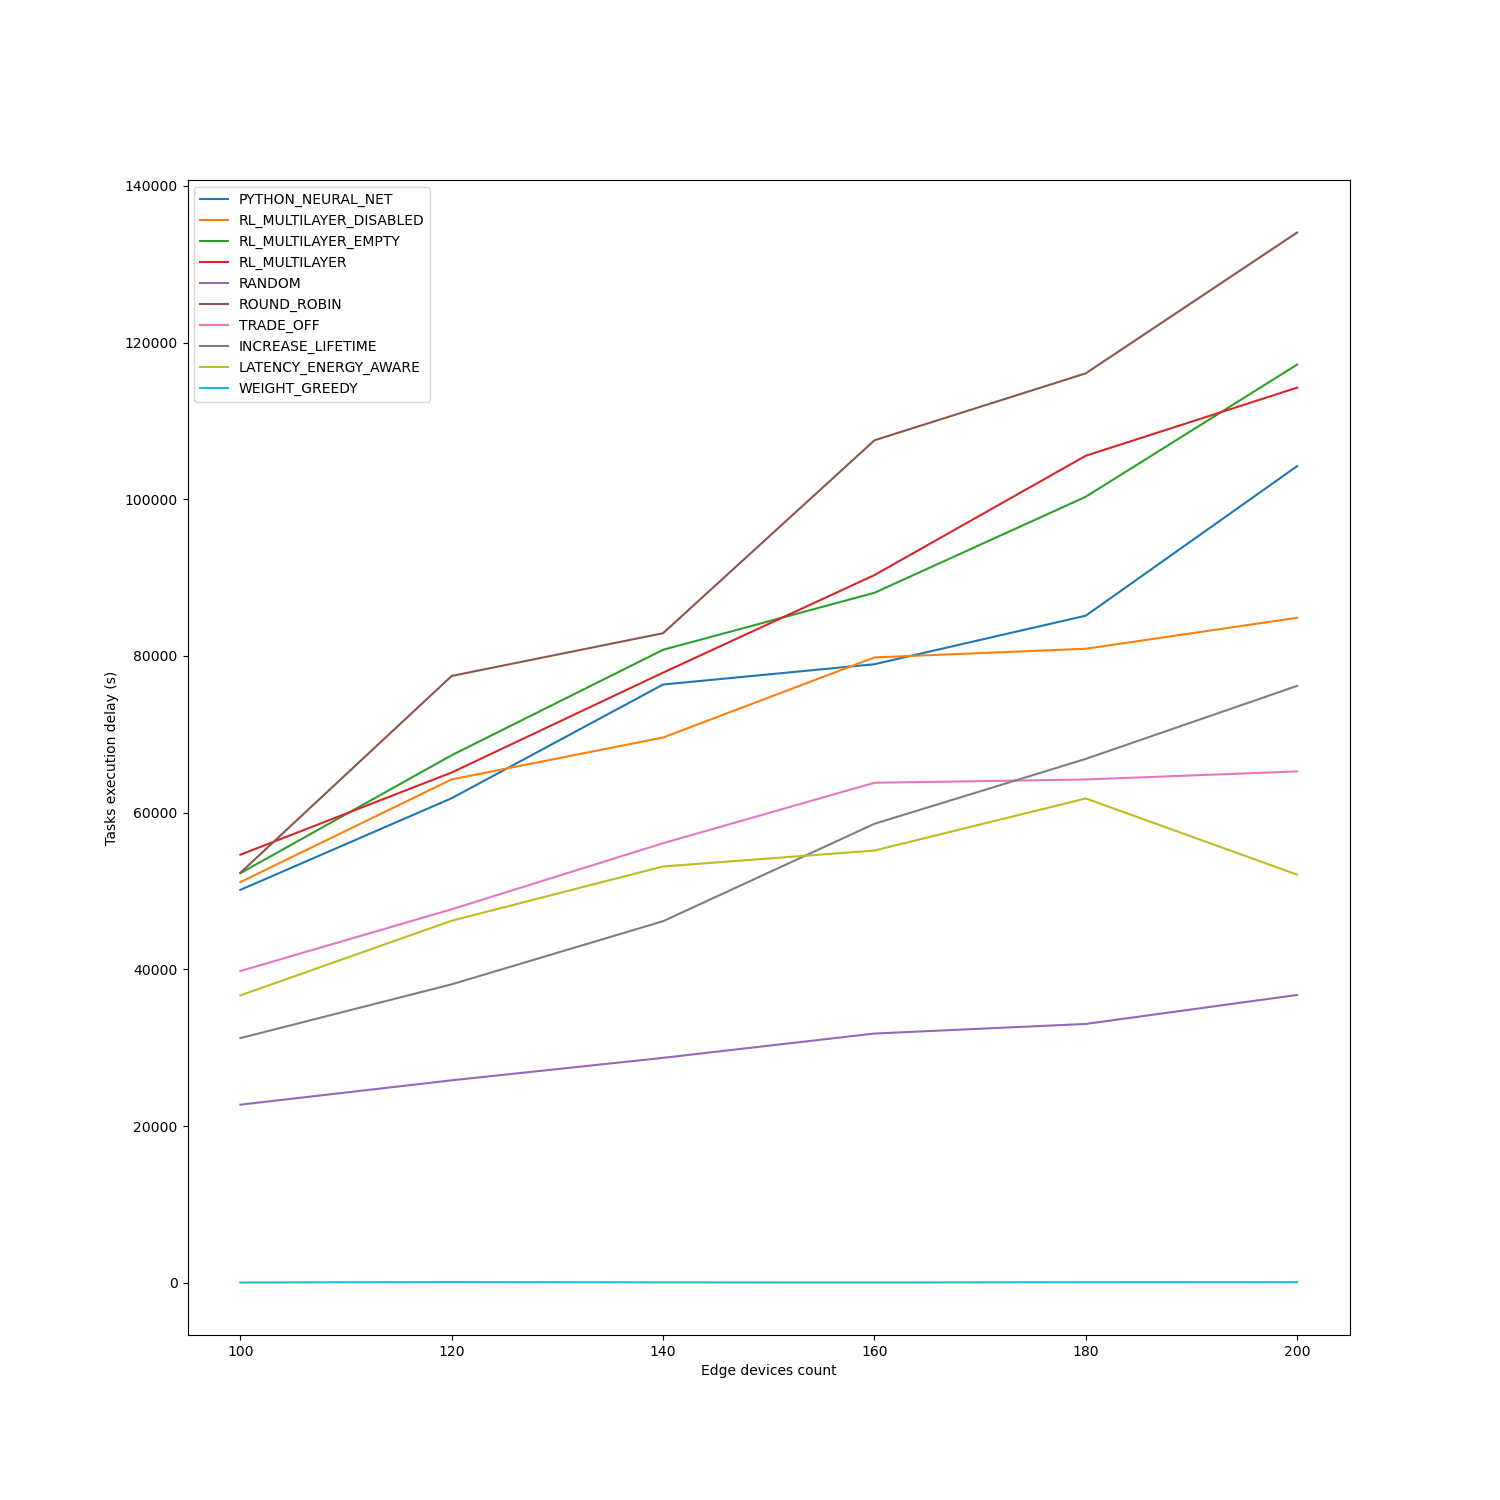 140000
120000
100000
80000
60000
40000
20000
0
Tasks execution delay (s)
PYTHON_NEURAL_NET
RL_MULTILAYER_DISABLED
RL_MULTILAYER_EMPTY
RL_MULTILAYER
RANDOM
ROUND_ROBIN
TRADE_OFF
INCREASE_LIFETIME
LATENCY_ENERGY_AWARE
WEIGHT_GREEDY
100 120 140 160 180 200
Edge devices count